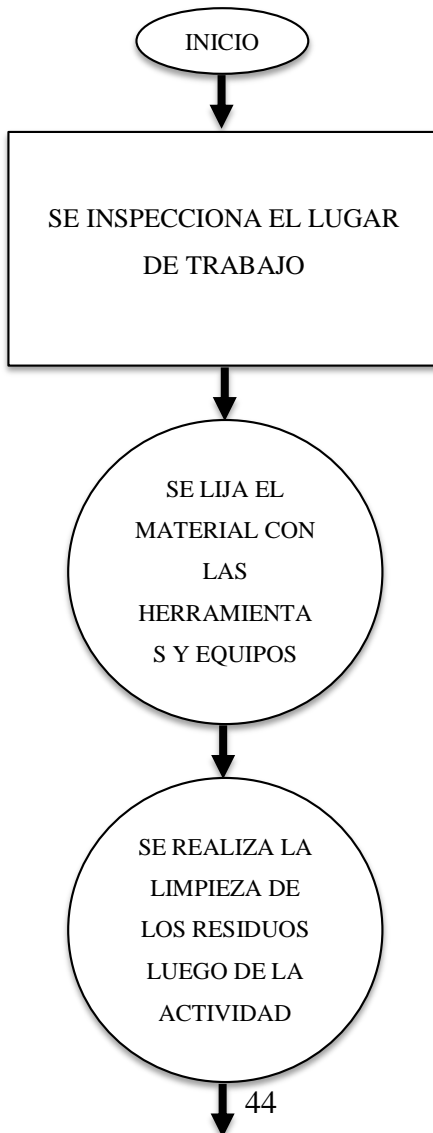 INICIO
SE INSPECCIONA EL LUGAR
DE TRABAJO
SE LIJA EL
MATERIAL CON
LAS
HERRAMIENTA
S Y EQUIPOS
SE REALIZA LA
LIMPIEZA DE
LOS RESIDUOS
LUEGO DE LA
ACTIVIDAD
44